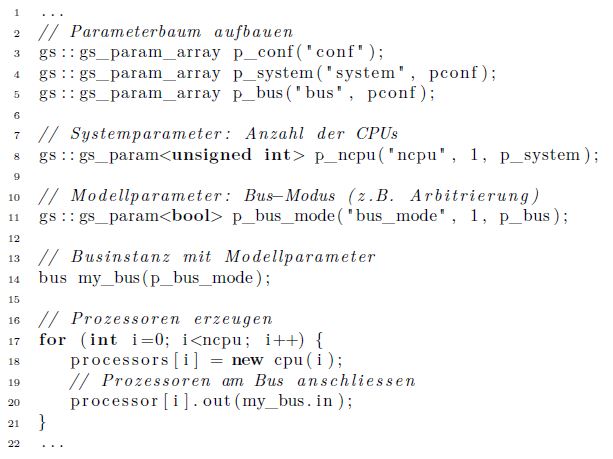 1 ...
2 // Parameterbaum aufbauen
3 gs::gs_param_array p_conf("conf");
4 gs::gs_param_array p_system("system", pconf);
5 gs::gs_param_array p_bus("bus", pconf);
6
7 // Systemparameter: Anzahl der CPUs
8 gs::gs_param<unsigned int> p_ncpu("ncpu", 1, p_system);
9
10 // Modellparameter: Bus-Modus (z.B. Arbitrierung)
11 gs::gs_param<bool> p_bus_mode("bus_mode", 1, p_bus);
12
13 // Businstanz mit Modellparameter
14 bus my_bus(p_bus_mode);
15
16 // Prozessoren erzeugen
17 for (int i=0; i<ncpu; i++) {
18 processors[i] = new cpu(i);
19 // Prozessoren am Bus anschliessen
20 processor[i].out(my_bus.in);
21 }
22 ...